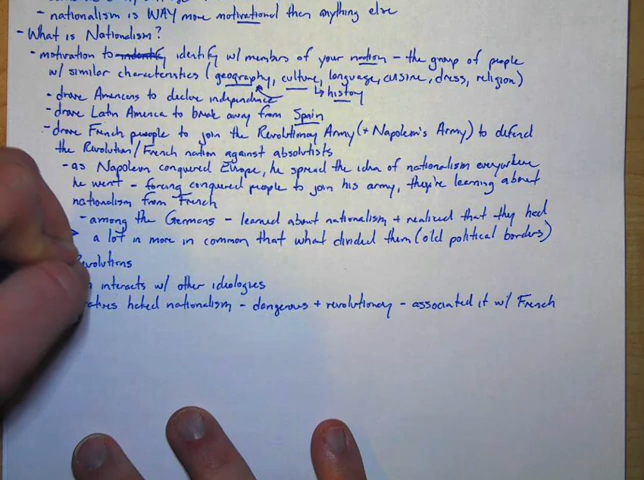 - nationalism is WAY more motivational then anything else
- What is Nationalism?
- motivation to identify w/ members of your nation - the group of people
w/ similar characteristics (geography, culture, language, cuisine, dress, religion)
↳ history
- drove Americans to declare independence
- drove Latin America to break away from Spain
- drove French people to join the Revolutionary Army (+ Napoleon's Army) to defend
the Revolution/French nation against absolutists
- as Napoleon conquered Europe, he spread the idea of nationalism everywhere
he went - forcing conquered people to join his army, they're learning about
nationalism from French
- among the Germans - learned about nationalism + realized that they had
a lot in more in common that what divided them (old political borders)
Revolutions
interacts w/ other ideologies
hated nationalism - dangerous + revolutionary - associated it w/ French